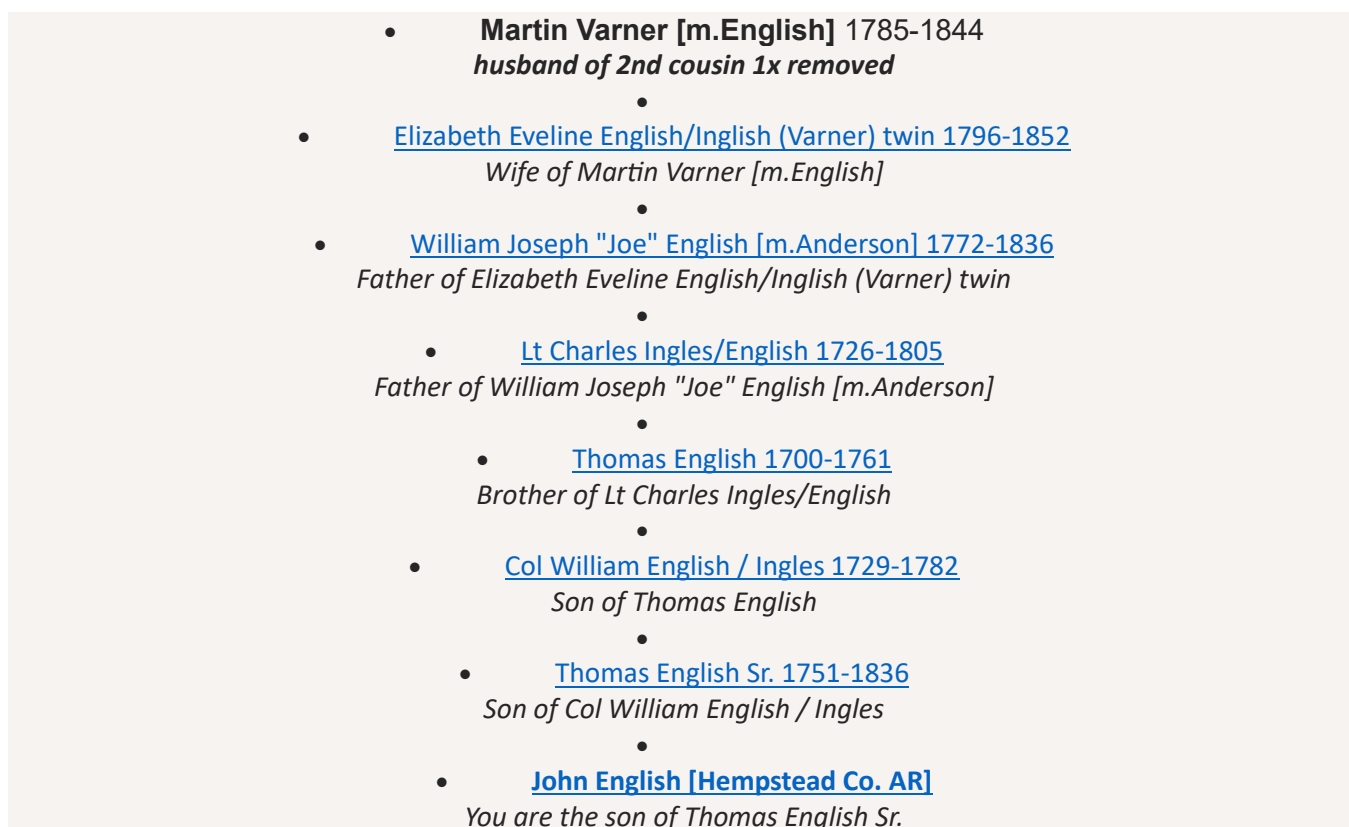 • Martin Varner [m.English] 1785-1844
husband of 2nd cousin 1x removed
•
• Elizabeth Eveline English/Inglish (Varner) twin 1796-1852
Wife of Martin Varner [m.English]
•
• William Joseph "Joe" English [m.Anderson] 1772-1836
Father of Elizabeth Eveline English/Inglish (Varner) twin
•
• Lt Charles Ingles/English 1726-1805
Father of William Joseph "Joe" English [m.Anderson]
•
• Thomas English 1700-1761
Brother of Lt Charles Ingles/English
•
• Col William English / Ingles 1729-1782
Son of Thomas English
•
• Thomas English Sr. 1751-1836
Son of Col William English / Ingles
•
• John English [Hempstead Co. AR]
You are the son of Thomas English Sr.